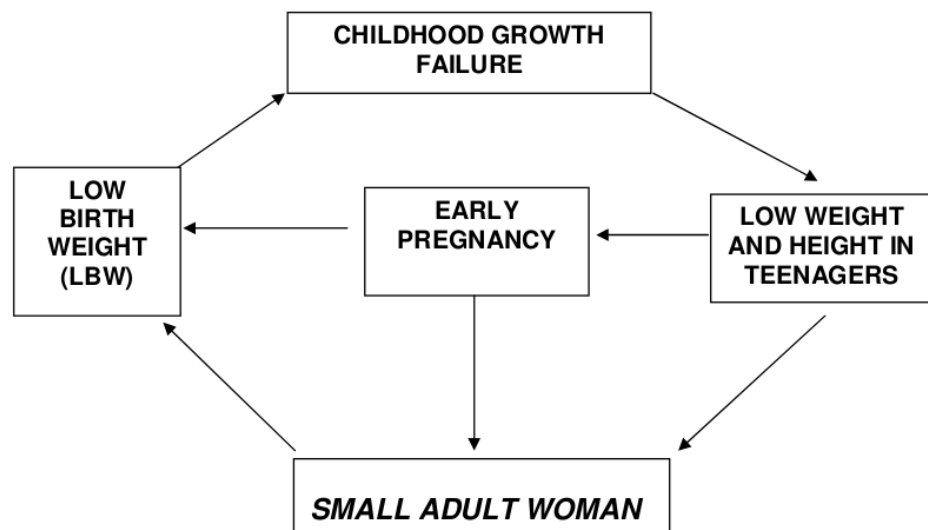 CHILDHOOD GROWTH
FAILURE
LOW
BIRTH
WEIGHT
(LBW)
EARLY
PREGNANCY
LOW WEIGHT
AND HEIGHT IN
TEENAGERS
SMALL ADULT WOMAN